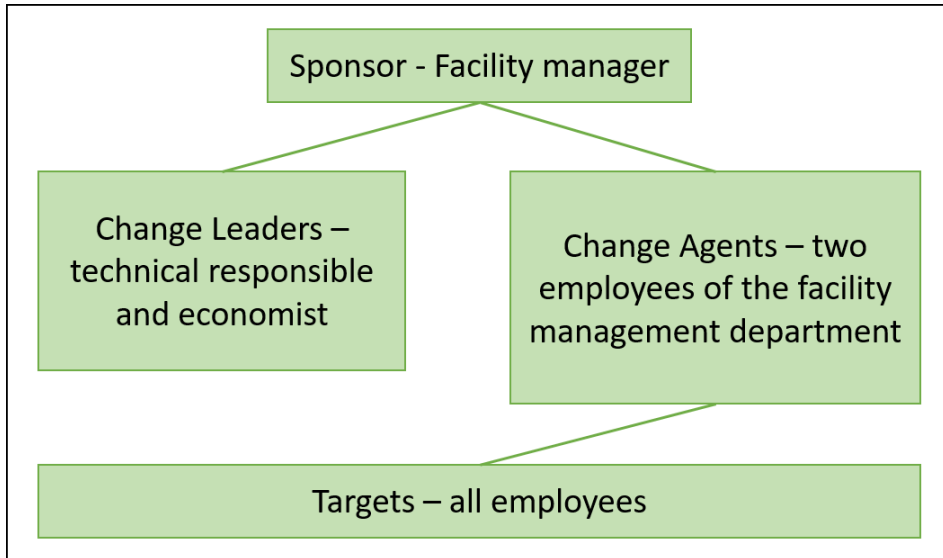 Sponsor - Facility manager
Change Leaders –
technical responsible
and economist
Change Agents – two
employees of the facility
management department
Targets – all employees